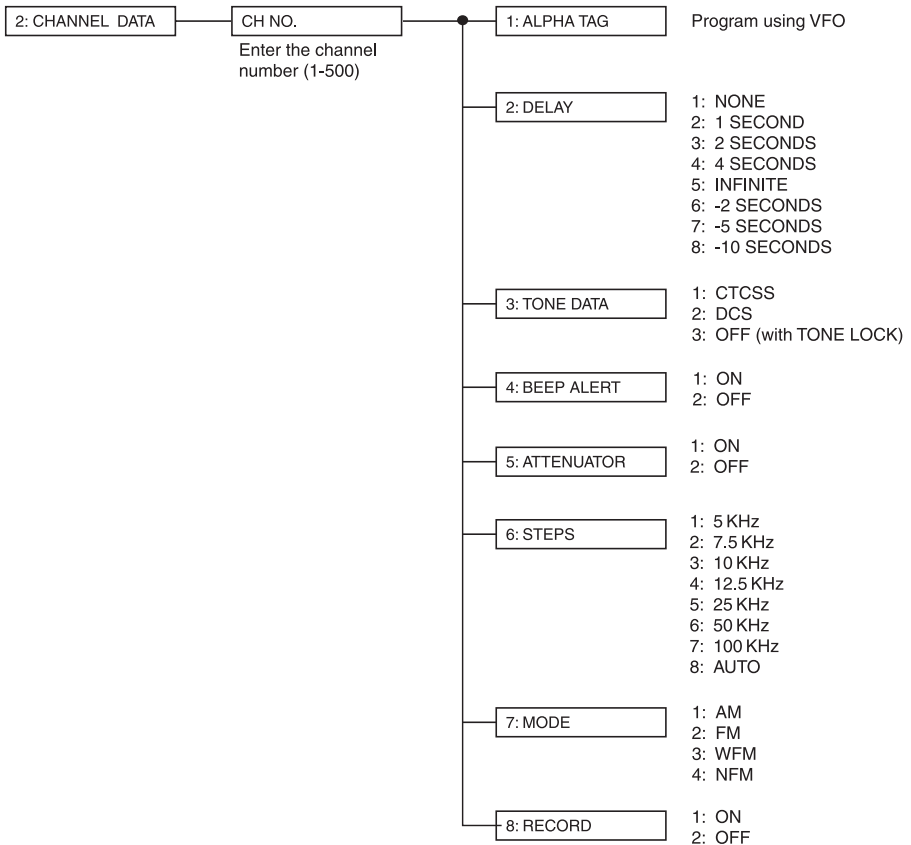 2: CHANNEL DATA
CH NO.
Enter the channel
number (1-500)
1: ALPHA TAG
Program using VFO
2: DELAY
1: NONE
2: 1 SECOND
3: 2 SECONDS
4: 4 SECONDS
5: INFINITE
6: -2 SECONDS
7: -5 SECONDS
8: -10 SECONDS
3: TONE DATA
1: CTCSS
2: DCS
3: OFF (with TONE LOCK)
4: BEEP ALERT
1: ON
2: OFF
5: ATTENUATOR
1: ON
2: OFF
6: STEPS
1: 5 KHz
2: 7.5 KHz
3: 10 KHz
4: 12.5 KHz
5: 25 KHz
6: 50 KHz
7: 100 KHz
8: AUTO
7: MODE
1: AM
2: FM
3: WFM
4: NFM
8: RECORD
1: ON
2: OFF